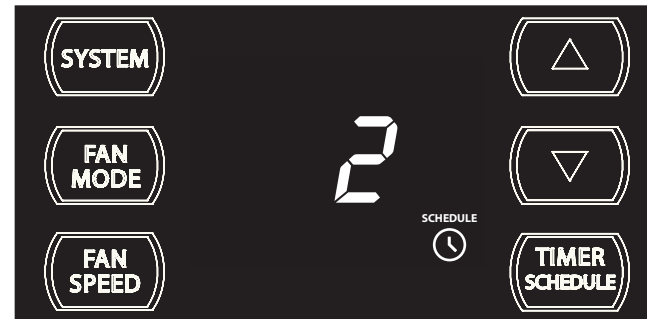 SYSTEM
FAN
MODE
FAN
SPEED
2
SCHEDULE
TIMER
SCHEDULE